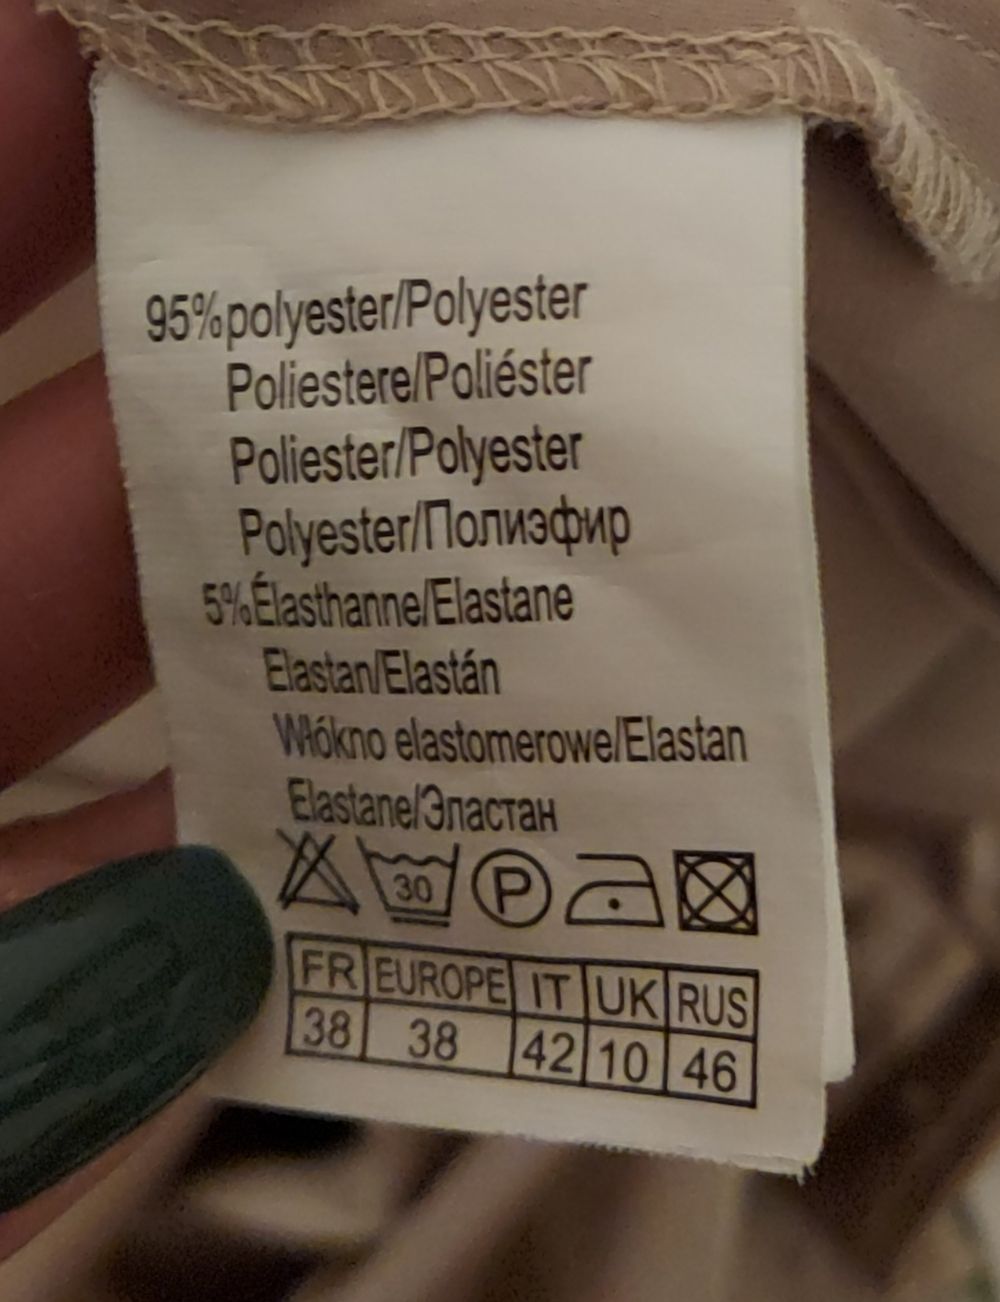 95%polyester/Polyester
Poliestere/Poliéster
Poliester/Polyester
Polyester/Полиэфир
5%Élasthanne/Elastane
Elastan/Elastán
Włókno elastomerowe/Elastan
Elastane/Эластан
30 P
FR EUROPE IT UK RUS
38 38 42 10 46